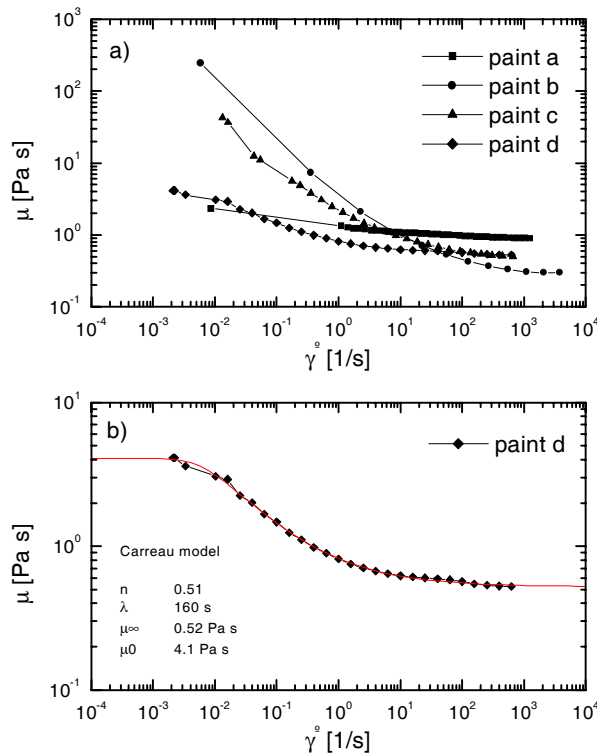 a)
paint a
paint b
paint c
paint d
μ [Pa s]
10^3
10^2
10^1
10^0
10^-1
10^-4 10^-3 10^-2 10^-1 10^0 10^1 10^2 10^3 10^4
γ° [1/s]
b)
paint d
μ [Pa s]
10^1
10^0
10^-1
Carreau model
n 0.51
λ 160 s
μ∞ 0.52 Pa s
μ0 4.1 Pa s
10^-4 10^-3 10^-2 10^-1 10^0 10^1 10^2 10^3 10^4
γ° [1/s]